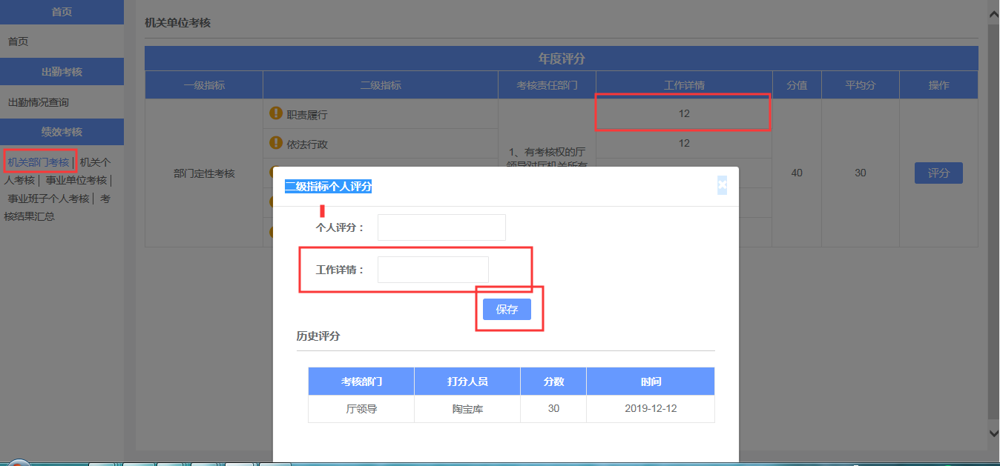 首页
首页
出勤考核
出勤情况查询
绩效考核
机关部门考核| 机关个
人考核| 事业单位考核|
事业班子个人考核| 考
核结果汇总
机关单位考核
年度评分
一级指标 二级指标 考核责任部门 工作详情 分值 平均分 操作
职责履行 12
依法行政 12
1、有考核权的厅
领导对厅机关所有
部门定性考核 40 30 评分
二级指标个人评分 ×
个人评分：
工作详情：
保存
历史评分
考核部门 打分人员 分数 时间
厅领导 陶宝库 30 2019-12-12